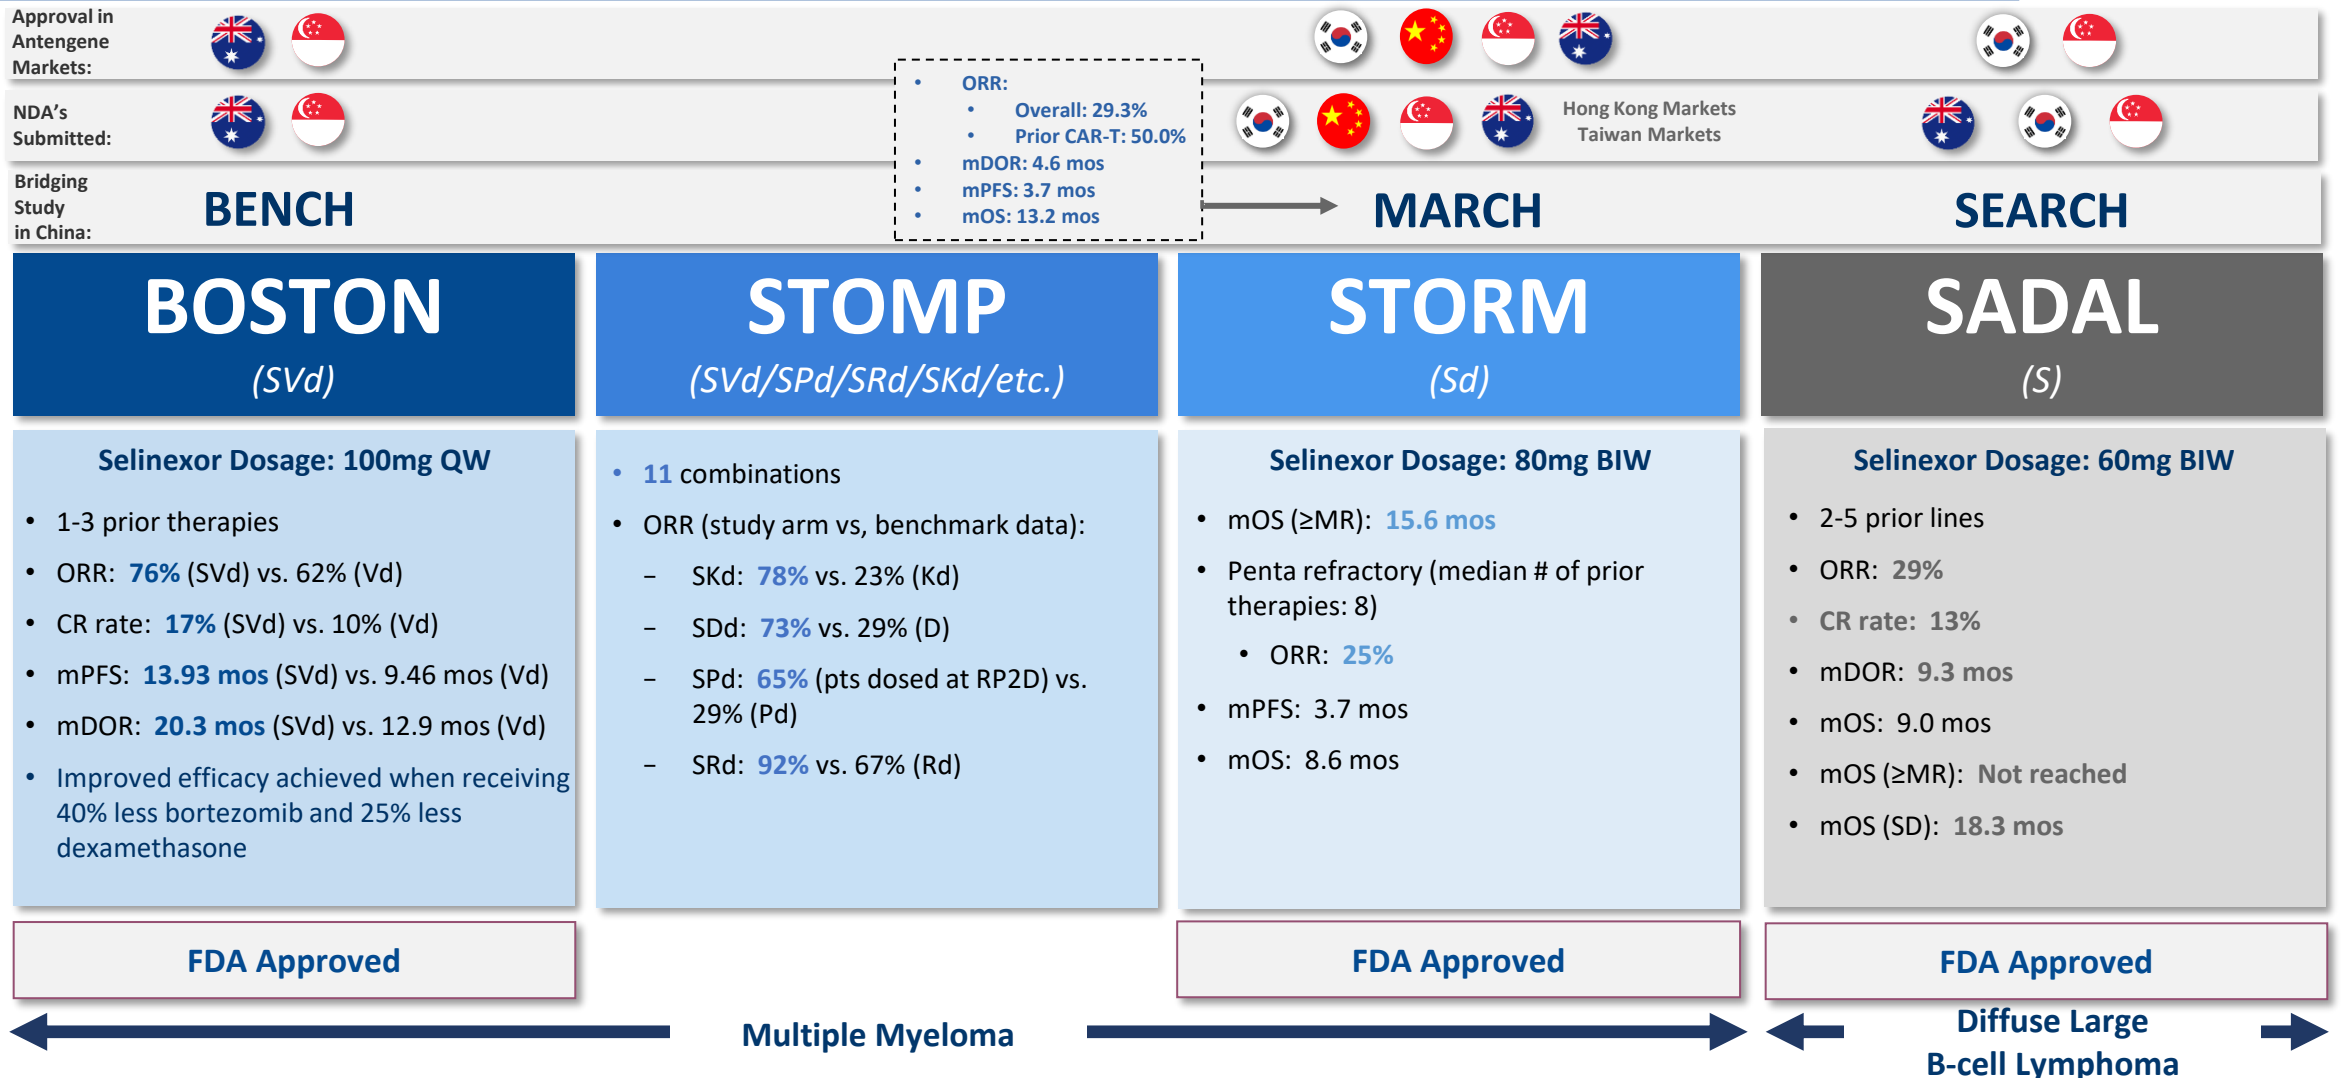 Approval in
Antengene
Markets:
NDA's
Submitted:
Hong Kong Markets
Taiwan Markets
Bridging
Study
in China:
BENCH
• ORR:
• Overall: 29.3%
• Prior CAR-T: 50.0%
• mDOR: 4.6 mos
• mPFS: 3.7 mos
• mOS: 13.2 mos
MARCH
SEARCH
BOSTON
(SVd)
Selinexor Dosage: 100mg QW
• 1-3 prior therapies
• ORR: 76% (SVd) vs. 62% (Vd)
• CR rate: 17% (SVd) vs. 10% (Vd)
• mPFS: 13.93 mos (SVd) vs. 9.46 mos (Vd)
• mDOR: 20.3 mos (SVd) vs. 12.9 mos (Vd)
• Improved efficacy achieved when receiving
40% less bortezomib and 25% less
dexamethasone
FDA Approved
STOMP
(SVd/SPd/SRd/SKd/etc.)
• 11 combinations
• ORR (study arm vs, benchmark data):
– SKd: 78% vs. 23% (Kd)
– SDd: 73% vs. 29% (D)
– SPd: 65% (pts dosed at RP2D) vs.
29% (Pd)
– SRd: 92% vs. 67% (Rd)
STORM
(Sd)
Selinexor Dosage: 80mg BIW
• mOS (≥MR): 15.6 mos
• Penta refractory (median # of prior
therapies: 8)
• ORR: 25%
• mPFS: 3.7 mos
• mOS: 8.6 mos
FDA Approved
SADAL
(S)
Selinexor Dosage: 60mg BIW
• 2-5 prior lines
• ORR: 29%
• CR rate: 13%
• mDOR: 9.3 mos
• mOS: 9.0 mos
• mOS (≥MR): Not reached
• mOS (SD): 18.3 mos
FDA Approved
Multiple Myeloma
Diffuse Large
B-cell Lymphoma